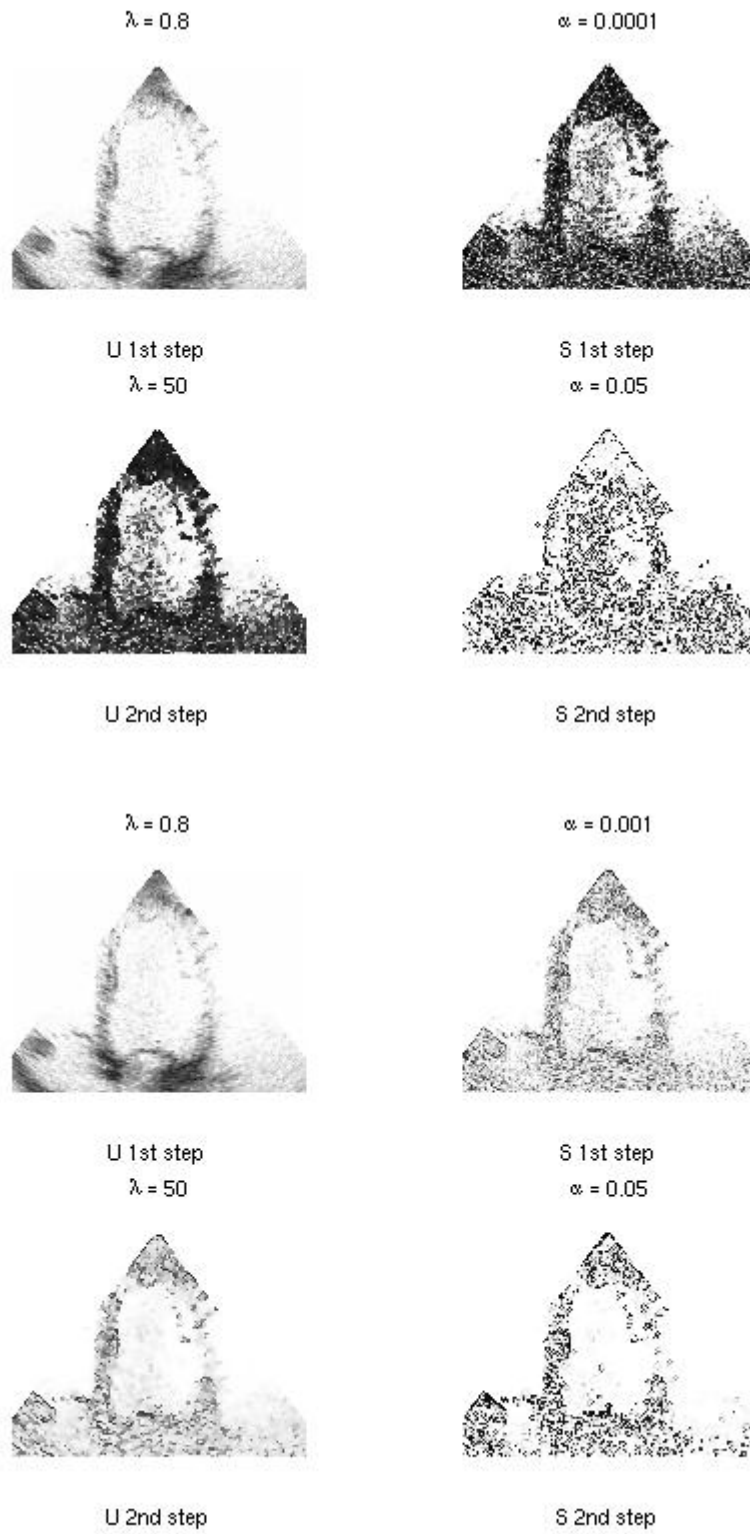 λ = 0.8
α = 0.0001
U 1st step
S 1st step
λ = 50
α = 0.05
U 2nd step
S 2nd step
λ = 0.8
α = 0.001
U 1st step
S 1st step
λ = 50
α = 0.05
U 2nd step
S 2nd step